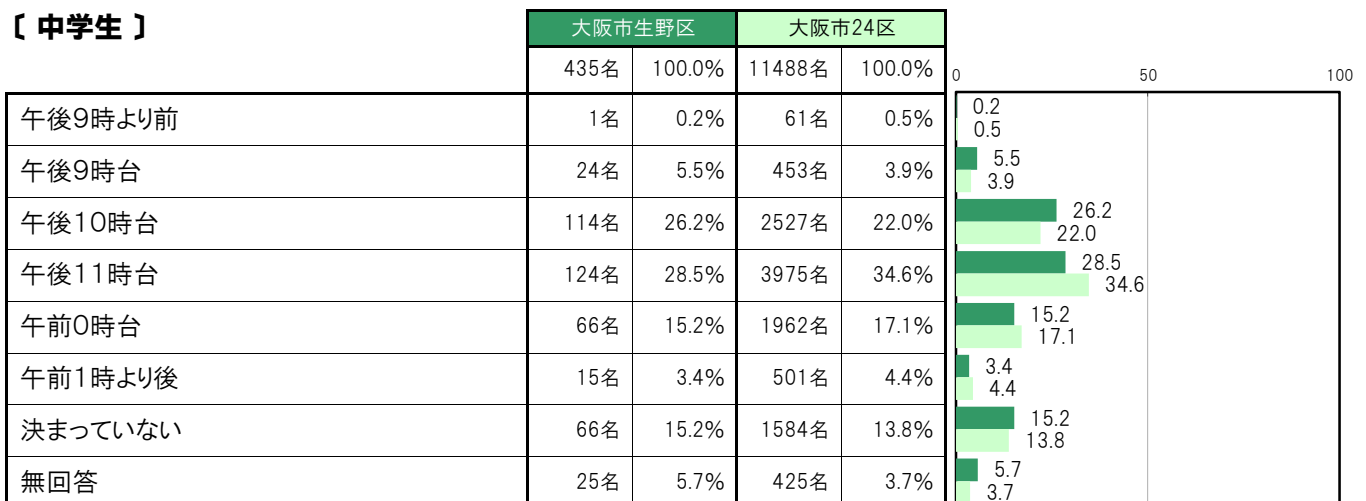 〔 中学生 〕
大阪市生野区 大阪市24区
435名 100.0% 11488名 100.0%
0 50 100
午後9時より前 1名 0.2% 61名 0.5%
0.2
0.5
午後9時台 24名 5.5% 453名 3.9%
5.5
3.9
午後10時台 114名 26.2% 2527名 22.0%
26.2
22.0
午後11時台 124名 28.5% 3975名 34.6%
28.5
34.6
午前0時台 66名 15.2% 1962名 17.1%
15.2
17.1
午前1時より後 15名 3.4% 501名 4.4%
3.4
4.4
決まっていない 66名 15.2% 1584名 13.8%
15.2
13.8
無回答 25名 5.7% 425名 3.7%
5.7
3.7